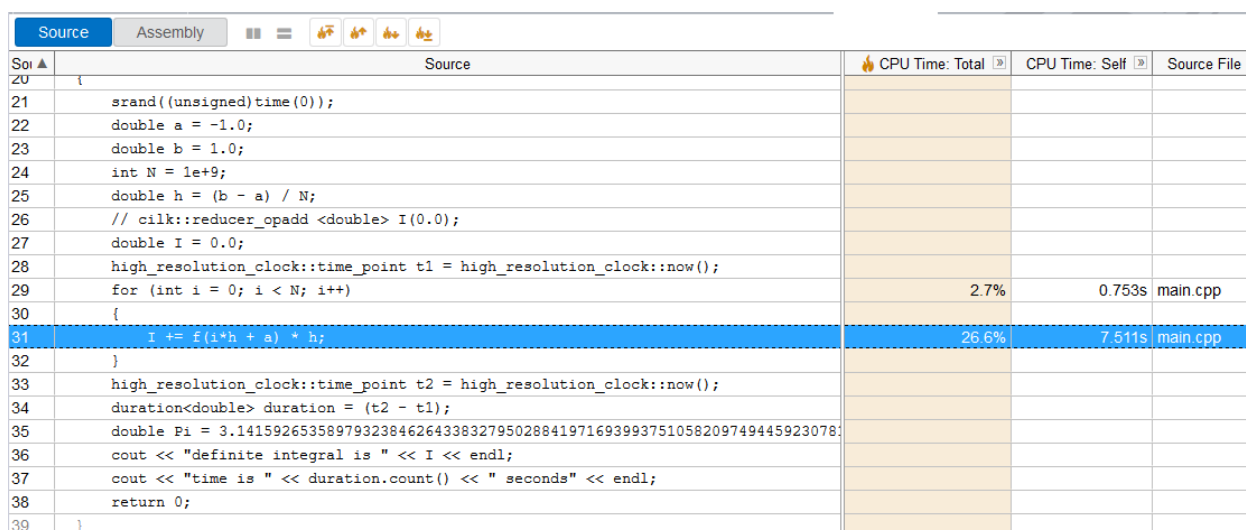 Source Assembly
Sou Source CPU Time: Total CPU Time: Self Source File
20 {
21 srand((unsigned)time(0));
22 double a = -1.0;
23 double b = 1.0;
24 int N = 1e+9;
25 double h = (b - a) / N;
26 // cilk::reducer_opadd <double> I(0.0);
27 double I = 0.0;
28 high_resolution_clock::time_point t1 = high_resolution_clock::now();
29 for (int i = 0; i < N; i++) 2.7% 0.753s main.cpp
30 {
31 I += f(i*h + a) * h; 26.6% 7.511s main.cpp
32 }
33 high_resolution_clock::time_point t2 = high_resolution_clock::now();
34 duration<double> duration = (t2 - t1);
35 double Pi =
36 cout << "definite integral is " << I << endl;
37 cout << "time is " << duration.count() << " seconds" << endl;
38 return 0;
39 }